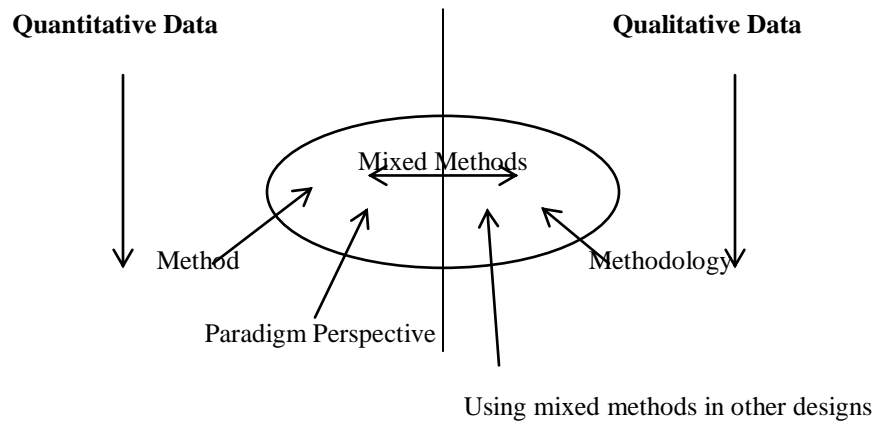 Quantitative Data
Qualitative Data
Mixed Methods
Method
Methodology
Paradigm Perspective
Using mixed methods in other designs